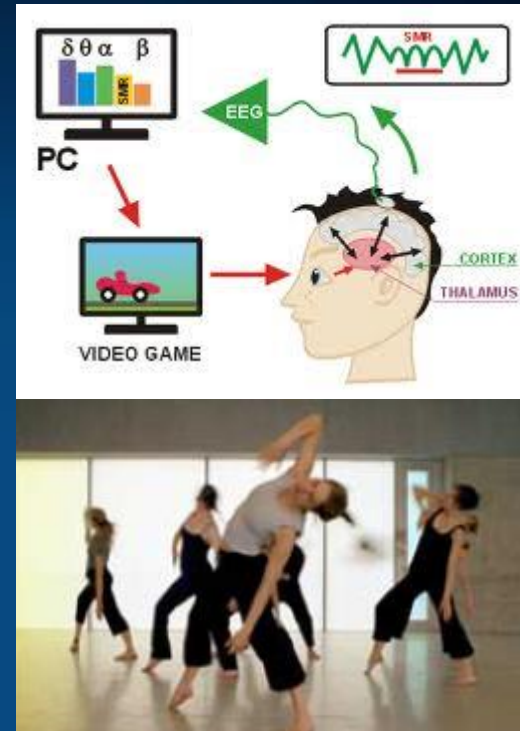 δ θ α β
SMR
PC
EEG
SMR
VIDEO GAME
CORTEX
THALAMUS